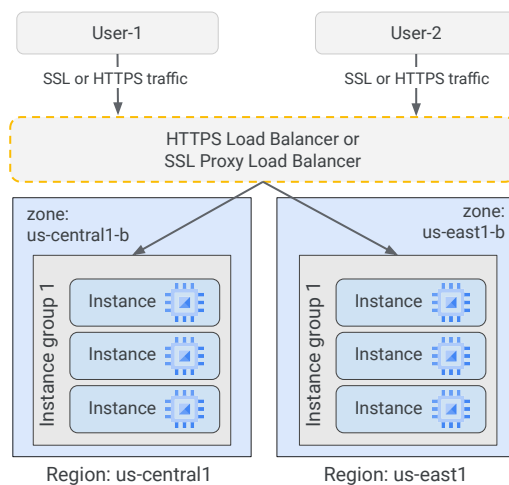 User-1
User-2
SSL or HTTPS traffic
SSL or HTTPS traffic
HTTPS Load Balancer or
SSL Proxy Load Balancer
zone:
us-central1-b
Instance group 1
Instance
Instance
Instance
Region: us-central1
zone:
us-east1-b
Instance group 1
Instance
Instance
Instance
Region: us-east1